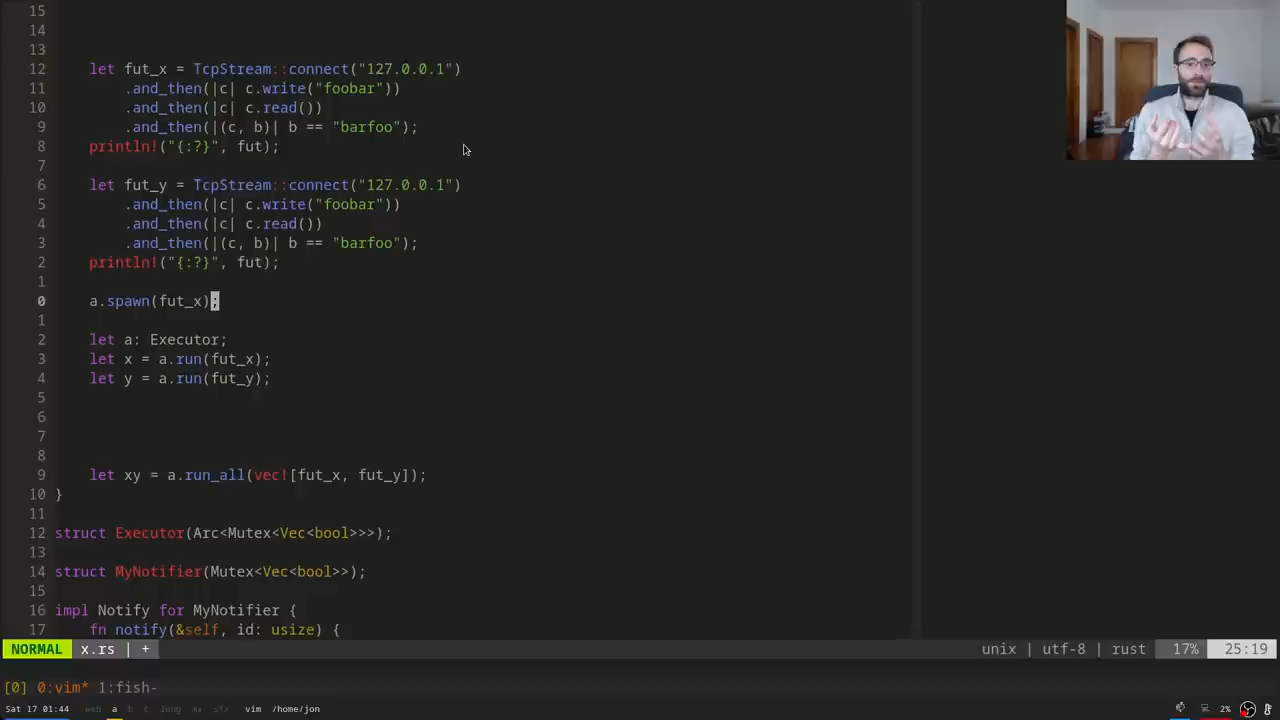 15
14
13
12 let fut_x = TcpStream::connect("127.0.0.1")
11 .and_then(|c| c.write("foobar"))
10 .and_then(|c| c.read())
9 .and_then(|(c, b)| b == "barfoo");
8 println!("{:?}", fut);
7
6 let fut_y = TcpStream::connect("127.0.0.1")
5 .and_then(|c| c.write("foobar"))
4 .and_then(|c| c.read())
3 .and_then(|(c, b)| b == "barfoo");
2 println!("{:?}", fut);
1
0 a.spawn(fut_x);
1
2 let a: Executor;
3 let x = a.run(fut_x);
4 let y = a.run(fut_y);
5
6
7
8
9 let xy = a.run_all(vec![fut_x, fut_y]);
10 }
11
12 struct Executor(Arc<Mutex<Vec<bool>>>);
13
14 struct MyNotifier(Mutex<Vec<bool>>);
15
16 impl Notify for MyNotifier {
17 fn notify(&self, id: usize) {
NORMAL x.rs | + unix | utf-8 | rust 17% 25:19
[0] 0:vim* 1:fish-
Sat 17 01:44 web a b c lung mx sfx vim /home/jon 2%